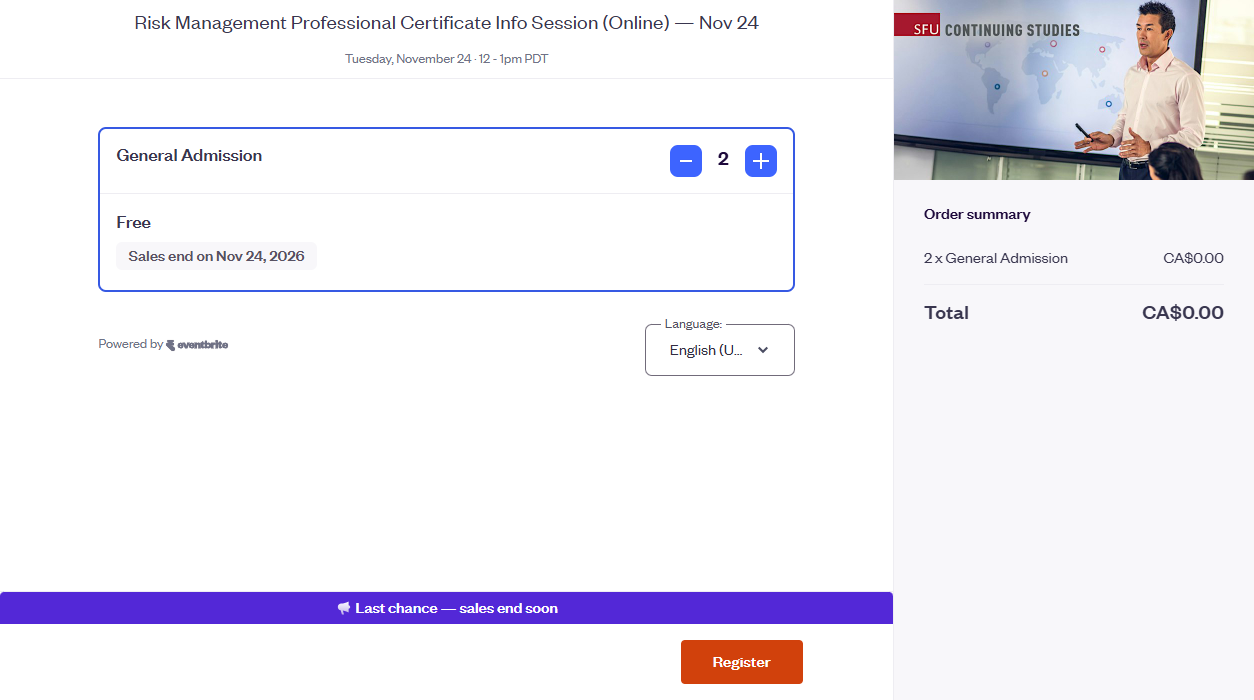 Risk Management Professional Certificate Info Session (Online) — Nov 24
Tuesday, November 24 · 12 - 1pm PDT
General Admission
2
Free
Sales end on Nov 24, 2026
Powered by eventbrite
Language:
English (U...
Last chance — sales end soon
Register
SFU CONTINUING STUDIES
Order summary
2 x General Admission CA$0.00
Total CA$0.00